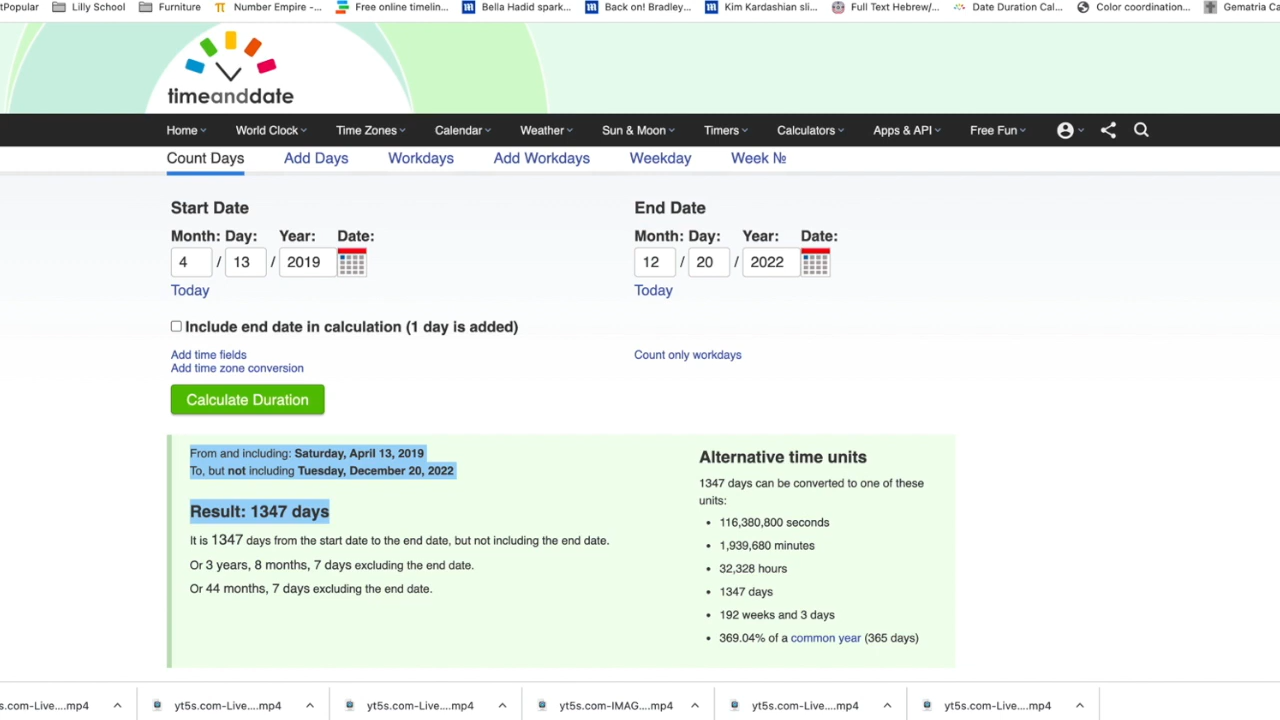 tPopular Lilly School Furniture Number Empire -... Free online timelin... Bella Hadid spark... Back on! Bradley... Kim Kardashian sli... Full Text Hebrew/... Date Duration Cal... Color coordination... Gematria Ca
timeanddate
Home World Clock Time Zones Calendar Weather Sun & Moon Timers Calculators Apps & API Free Fun
Count Days Add Days Workdays Add Workdays Weekday Week №
Start Date End Date
Month: Day: Year: Date: Month: Day: Year: Date:
4 / 13 / 2019 12 / 20 / 2022
Today Today
Include end date in calculation (1 day is added)
Add time fields Count only workdays
Add time zone conversion
Calculate Duration
From and including: Saturday, April 13, 2019
To, but not including Tuesday, December 20, 2022
Result: 1347 days
It is 1347 days from the start date to the end date, but not including the end date.
Or 3 years, 8 months, 7 days excluding the end date.
Or 44 months, 7 days excluding the end date.
Alternative time units
1347 days can be converted to one of these
units:
• 116,380,800 seconds
• 1,939,680 minutes
• 32,328 hours
• 1347 days
• 192 weeks and 3 days
• 369.04% of a common year (365 days)
s.com-Live....mp4 yt5s.com-Live....mp4 yt5s.com-Live....mp4 yt5s.com-IMAG....mp4 yt5s.com-Live....mp4 yt5s.com-Live....mp4